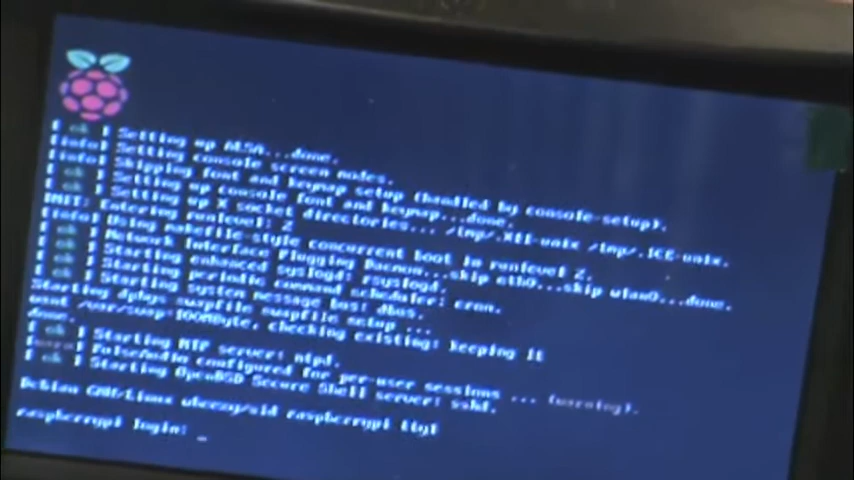 [ ok ] Setting up ALSA...done.
[info] Setting console screen modes.
[info] Skipping font and keymap setup (handled by console-setup).
[ ok ] Setting up console font and keymap...done.
[ ok ] Setting up X socket directories... /tmp/.X11-unix /tmp/.ICE-unix.
INIT: Entering runlevel: 2
[info] Using makefile-style concurrent boot in runlevel 2.
[ ok ] Network Interface Plugging Daemon...skip eth0...skip wlan0...done.
[ ok ] Starting enhanced syslogd: rsyslogd.
[ ok ] Starting periodic command scheduler: cron.
[ ok ] Starting system message bus: dbus.
Starting dphys-swapfile swapfile setup ...
want /var/swap=100MByte, checking existing: keeping it
done.
[ ok ] Starting NTP server: ntpd.
[warn] PulseAudio configured for per-user sessions ... (warning).
[ ok ] Starting OpenBSD Secure Shell server: sshd.
Debian GNU/Linux wheezy/sid raspberrypi tty1
raspberrypi login: _